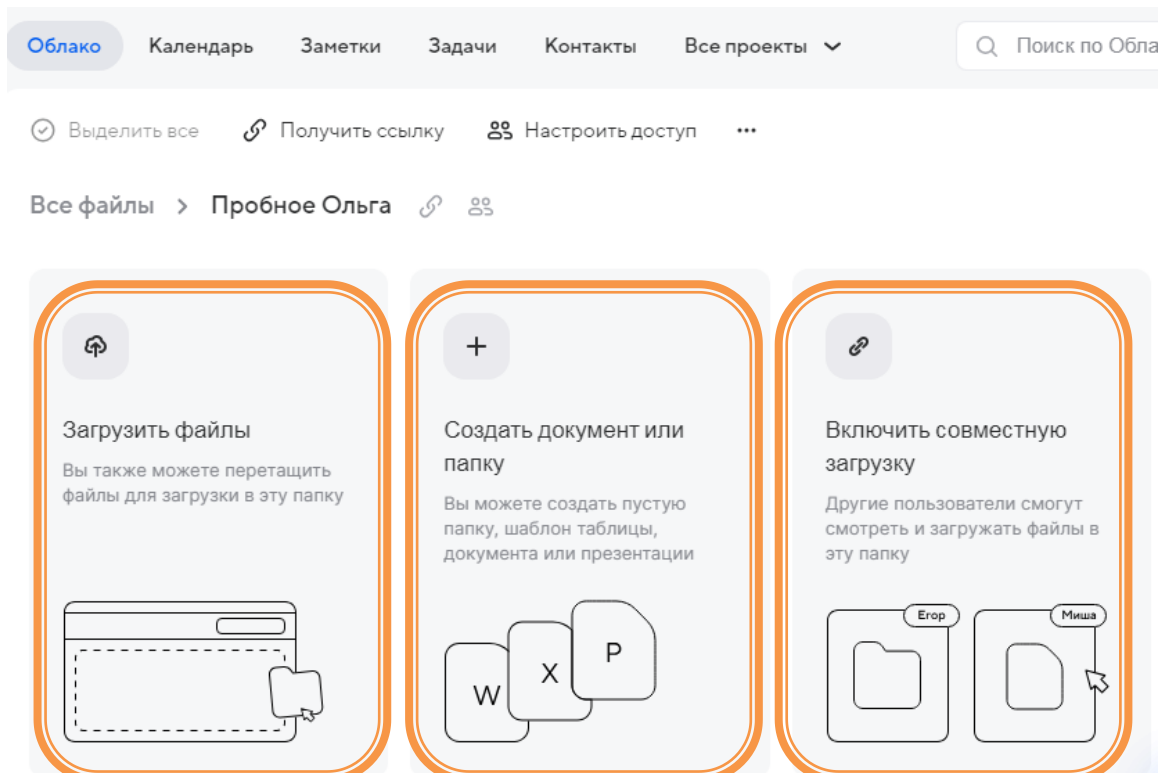 Облако Календарь Заметки Задачи Контакты Все проекты Поиск по Обла
Выделить все Получить ссылку Настроить доступ ...
Все файлы > Пробное Ольга
Загрузить файлы
Вы также можете перетащить
файлы для загрузки в эту папку
Создать документ или
папку
Вы можете создать пустую
папку, шаблон таблицы,
документа или презентации
W X P
Включить совместную
загрузку
Другие пользователи смогут
смотреть и загружать файлы в
эту папку
Егор Миша